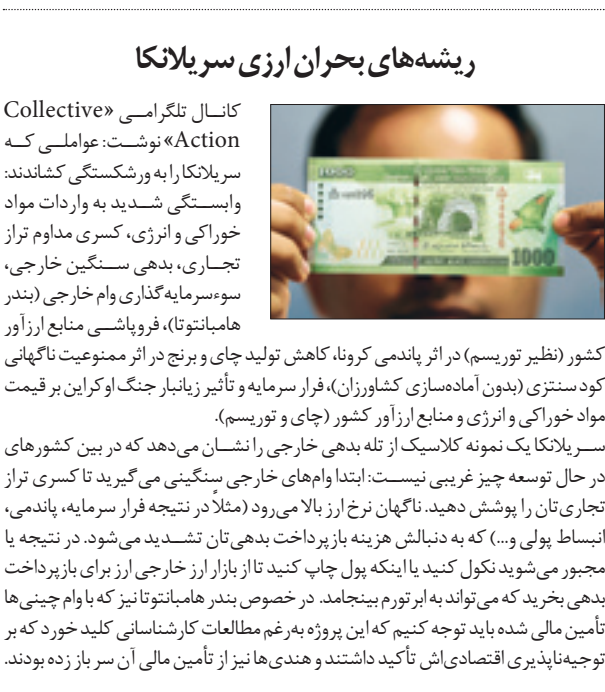 ریشه‌های بحران ارزی سریلانکا
کانال تلگرامی «Collective
Action» نوشت: عواملی که
سریلانکا را به ورشکستگی کشاندند:
وابستگی شدید به واردات مواد
خوراکی و انرژی، کسری مداوم تراز
تجاری، بدهی سنگین خارجی،
سوءسرمایه‌گذاری وام خارجی (بندر
هامبانتوتا)، فروپاشی منابع ارزآور
کشور (نظیر توریسم) در اثر پاندمی کرونا، کاهش تولید چای و برنج در اثر ممنوعیت ناگهانی
کود سنتزی (بدون آماده‌سازی کشاورزان)، فرار سرمایه و تأثیر زیانبار جنگ اوکراین بر قیمت
مواد خوراکی و انرژی و منابع ارزآور کشور (چای و توریسم).
سریلانکا یک نمونه کلاسیک از تله بدهی خارجی را نشان می‌دهد که در بین کشورهای
در حال توسعه چیز غریبی نیست: ابتدا وام‌های خارجی سنگینی می‌گیرید تا کسری تراز
تجاری‌تان را پوشش دهید. ناگهان نرخ ارز بالا می‌رود (مثلاً در نتیجه فرار سرمایه، پاندمی،
انبساط پولی و...) که به دنبالش هزینه بازپرداخت بدهی‌تان تشدید می‌شود. در نتیجه یا
مجبور می‌شوید نکول کنید یا اینکه پول چاپ کنید تا از بازار ارز خارجی ارز برای بازپرداخت
بدهی بخرید که می‌تواند به ابرتورم بینجامد. در خصوص بندر هامبانتوتا نیز که با وام چینی‌ها
تأمین مالی شده باید توجه کنیم که این پروژه به‌رغم مطالعات کارشناسانی کلید خورد که بر
توجیه‌ناپذیری اقتصادی‌اش تأکید داشتند و هندی‌ها نیز از تأمین مالی آن سر باز زده بودند.
1000
1000